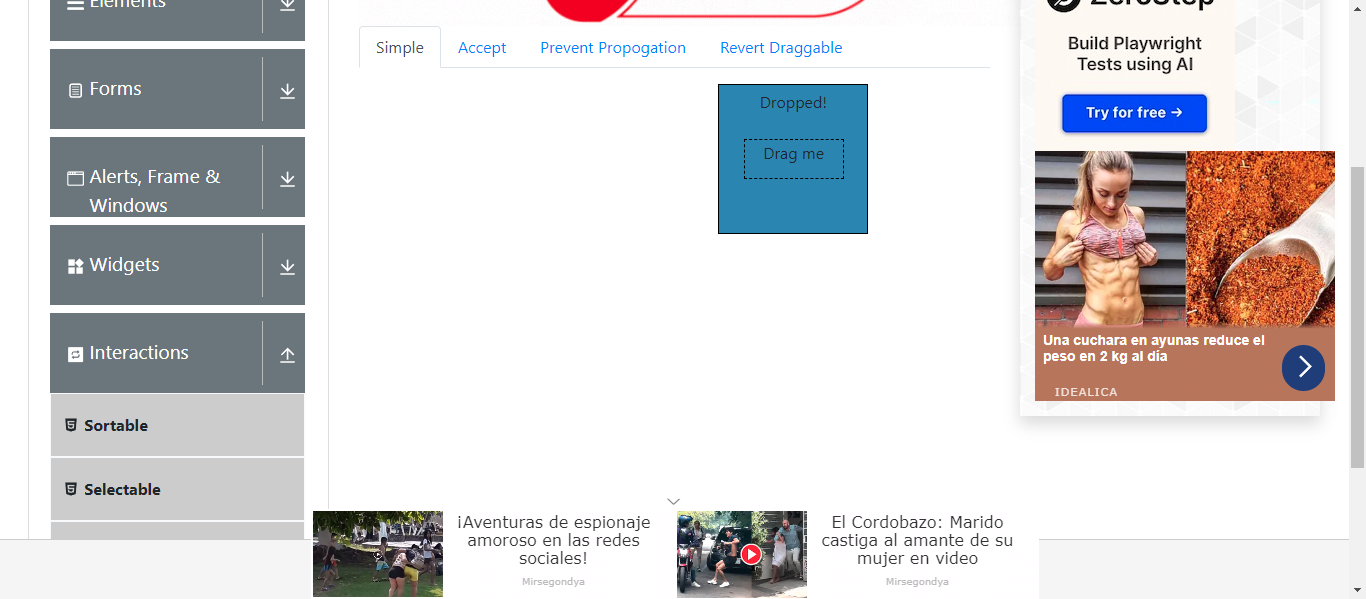 Elements
Forms
Alerts, Frame &
Windows
Widgets
Interactions
Sortable
Selectable
Simple
Accept
Prevent Propogation
Revert Draggable
Dropped!
Drag me
ZeroStep
Build Playwright
Tests using AI
Try for free →
Una cuchara en ayunas reduce el
peso en 2 kg al día
IDEALICA
¡Aventuras de espionaje
amoroso en las redes
sociales!
Mirsegondya
El Cordobazo: Marido
castiga al amante de su
mujer en video
Mirsegondya